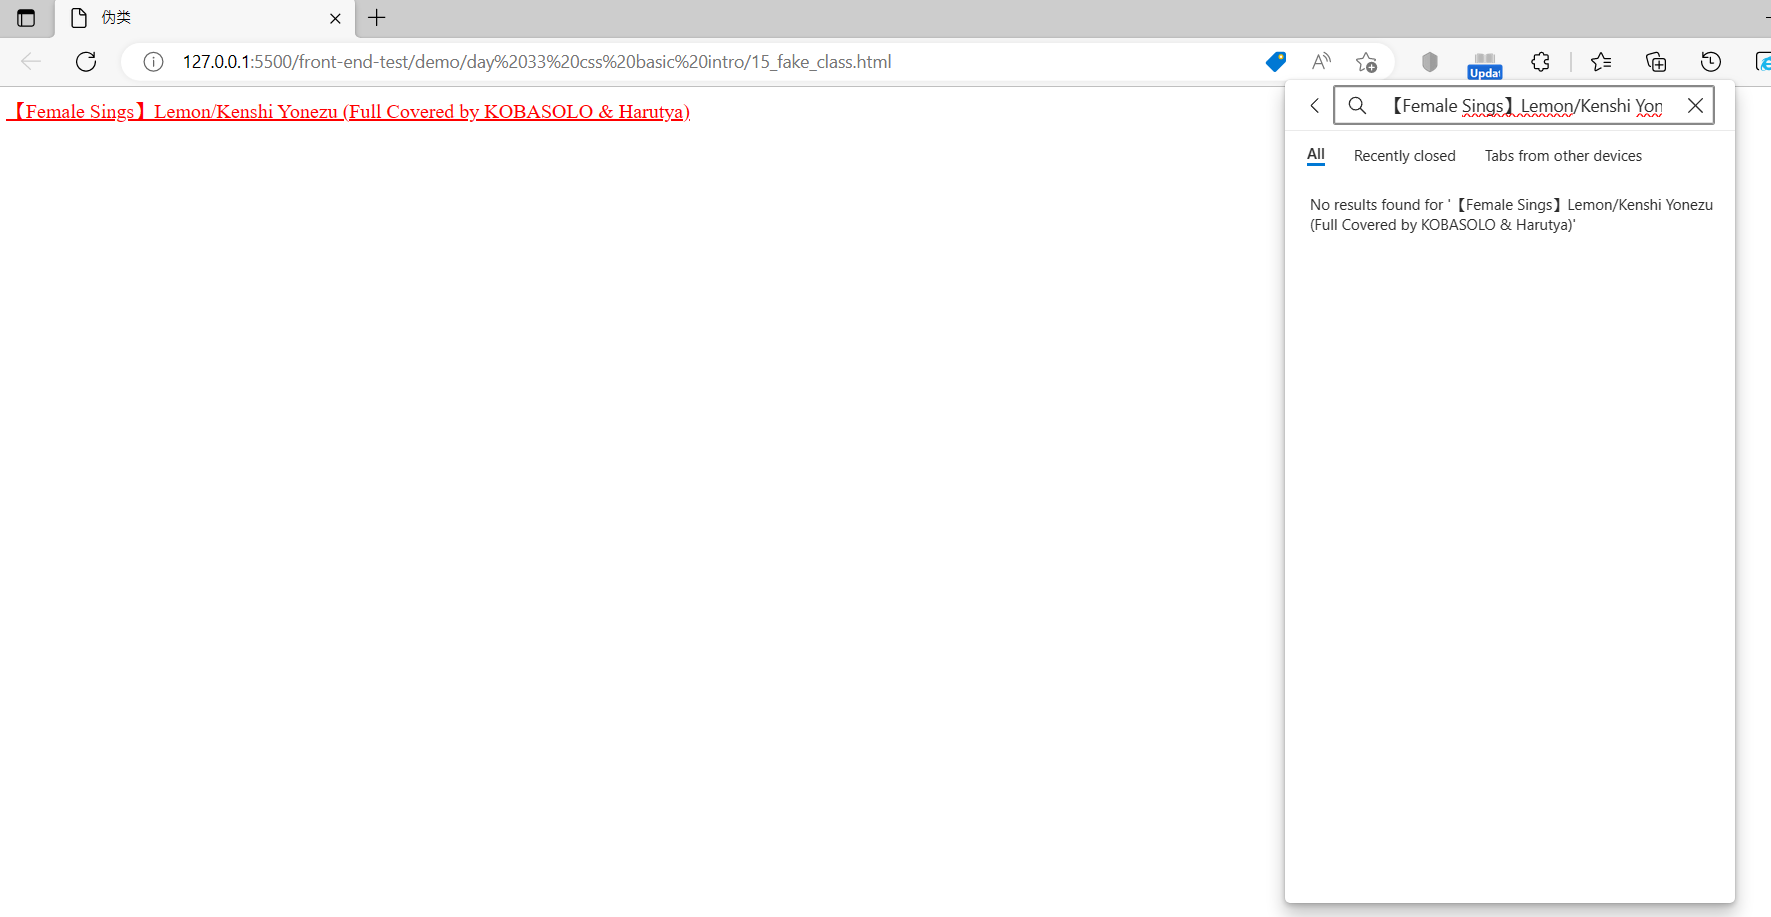 伪类
127.0.0.1:5500/front-end-test/demo/day%2033%20css%20basic%20intro/15_fake_class.html
Updat
【Female Sings】Lemon/Kenshi Yonezu (Full Covered by KOBASOLO & Harutya)
【Female Sings】Lemon/Kenshi Yon
All Recently closed Tabs from other devices
No results found for '【Female Sings】Lemon/Kenshi Yonezu
(Full Covered by KOBASOLO & Harutya)'